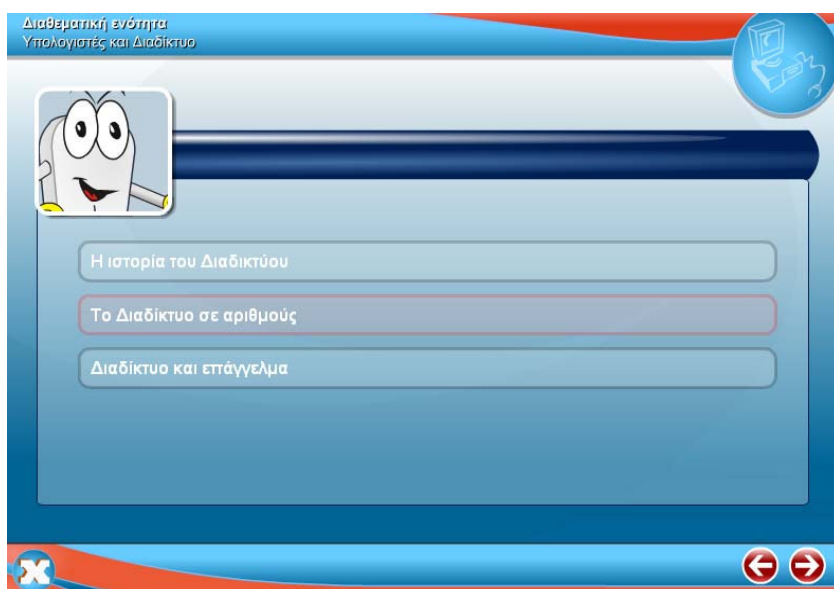 Διαθεματική ενότητα
Υπολογιστές και Διαδίκτυο
Η ιστορία του Διαδικτύου
Το Διαδίκτυο σε αριθμούς
Διαδίκτυο και επάγγελμα